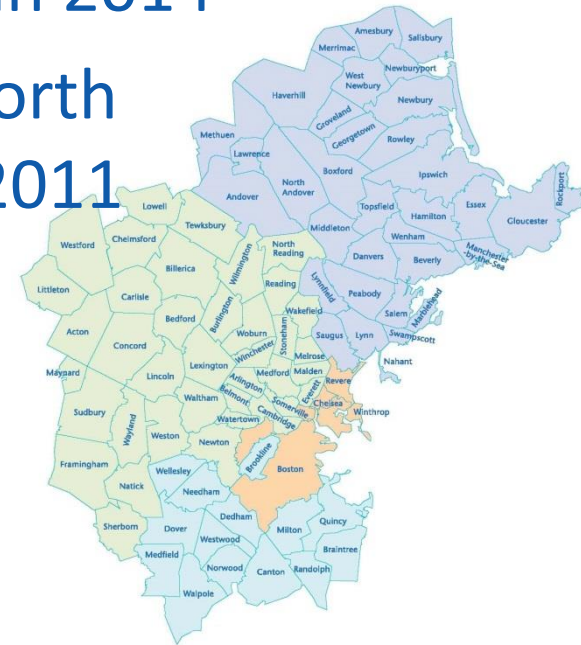 in 2014
orth
2011
Amesbury
Salisbury
Merrimac
Newburyport
West
Newbury
Haverhill
Newbury
Groveland
Georgetown
Rowley
Methuen
Lawrence
Boxford
Ipswich
Rockport
North
Andover
Andover
Topsfield
Essex
Hamilton
Gloucester
Lowell
Middleton
Wenham
Tewksbury
Chelmsford
Westford
North
Reading
Danvers
Beverly
Manchester
-by-the-Sea
Wilmington
Billerica
Reading
Lynnfield
Peabody
Littleton
Carlisle
Burlington
Wakefield
Salem
Marblehead
Bedford
Stoneham
Woburn
Saugus
Lynn
Swampscott
Acton
Concord
Winchester
Melrose
Nahant
Lexington
Medford
Malden
Maynard
Lincoln
Arlington
Everett
Revere
Belmont
Waltham
Somerville
Chelsea
Sudbury
Cambridge
Winthrop
Watertown
Wayland
Weston
Newton
Brookline
Framingham
Boston
Wellesley
Natick
Needham
Dedham
Quincy
Sherborn
Dover
Milton
Westwood
Medfield
Braintree
Norwood
Canton
Randolph
Walpole